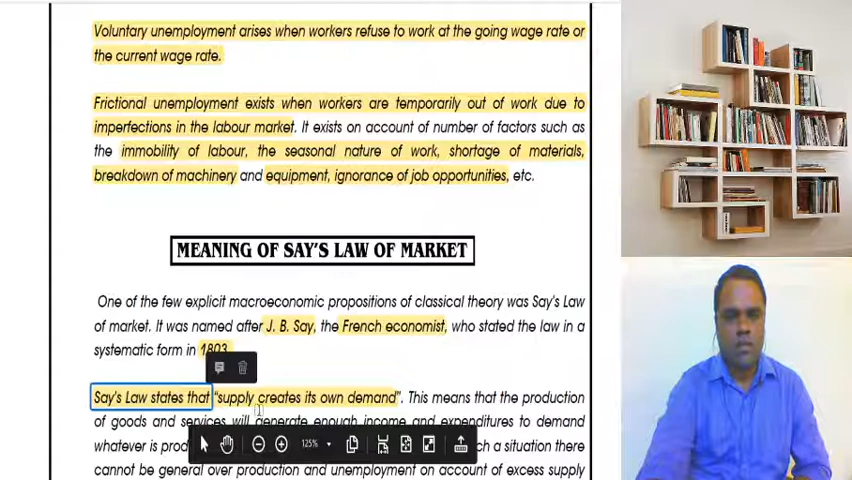 Voluntary unemployment arises when workers refuse to work at the going wage rate or
the current wage rate.
Frictional unemployment exists when workers are temporarily out of work due to
imperfections in the labour market. It exists on account of number of factors such as
the immobility of labour, the seasonal nature of work, shortage of materials,
breakdown of machinery and equipment, ignorance of job opportunities, etc.
MEANING OF SAY'S LAW OF MARKET
One of the few explicit macroeconomic propositions of classical theory was Say's Law
of market. It was named after J. B. Say, the French economist, who stated the law in a
systematic form in 1803.
Say's Law states that "supply creates its own demand". This means that the production
of goods and services will generate enough income and expenditures to demand
whatever is prod ch a situation there
125%
cannot be general over production and unemployment on account of excess supply